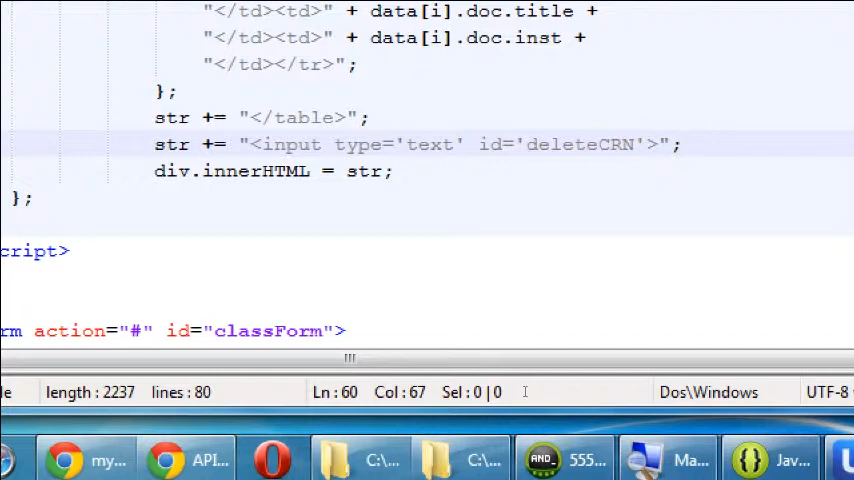 "</td><td>" + data[i].doc.title +
"</td><td>" + data[i].doc.inst +
"</td></tr>";
};
str += "</table>";
str += "<input type='text' id='deleteCRN'>";
div.innerHTML = str;
};
cript>
rm action="#" id="classForm">
le length : 2237 lines : 80 Ln : 60 Col : 67 Sel : 0 | 0 Dos\Windows UTF-8
my... API... C:\... C:\... AND_ 555... Ma... {} Jav...